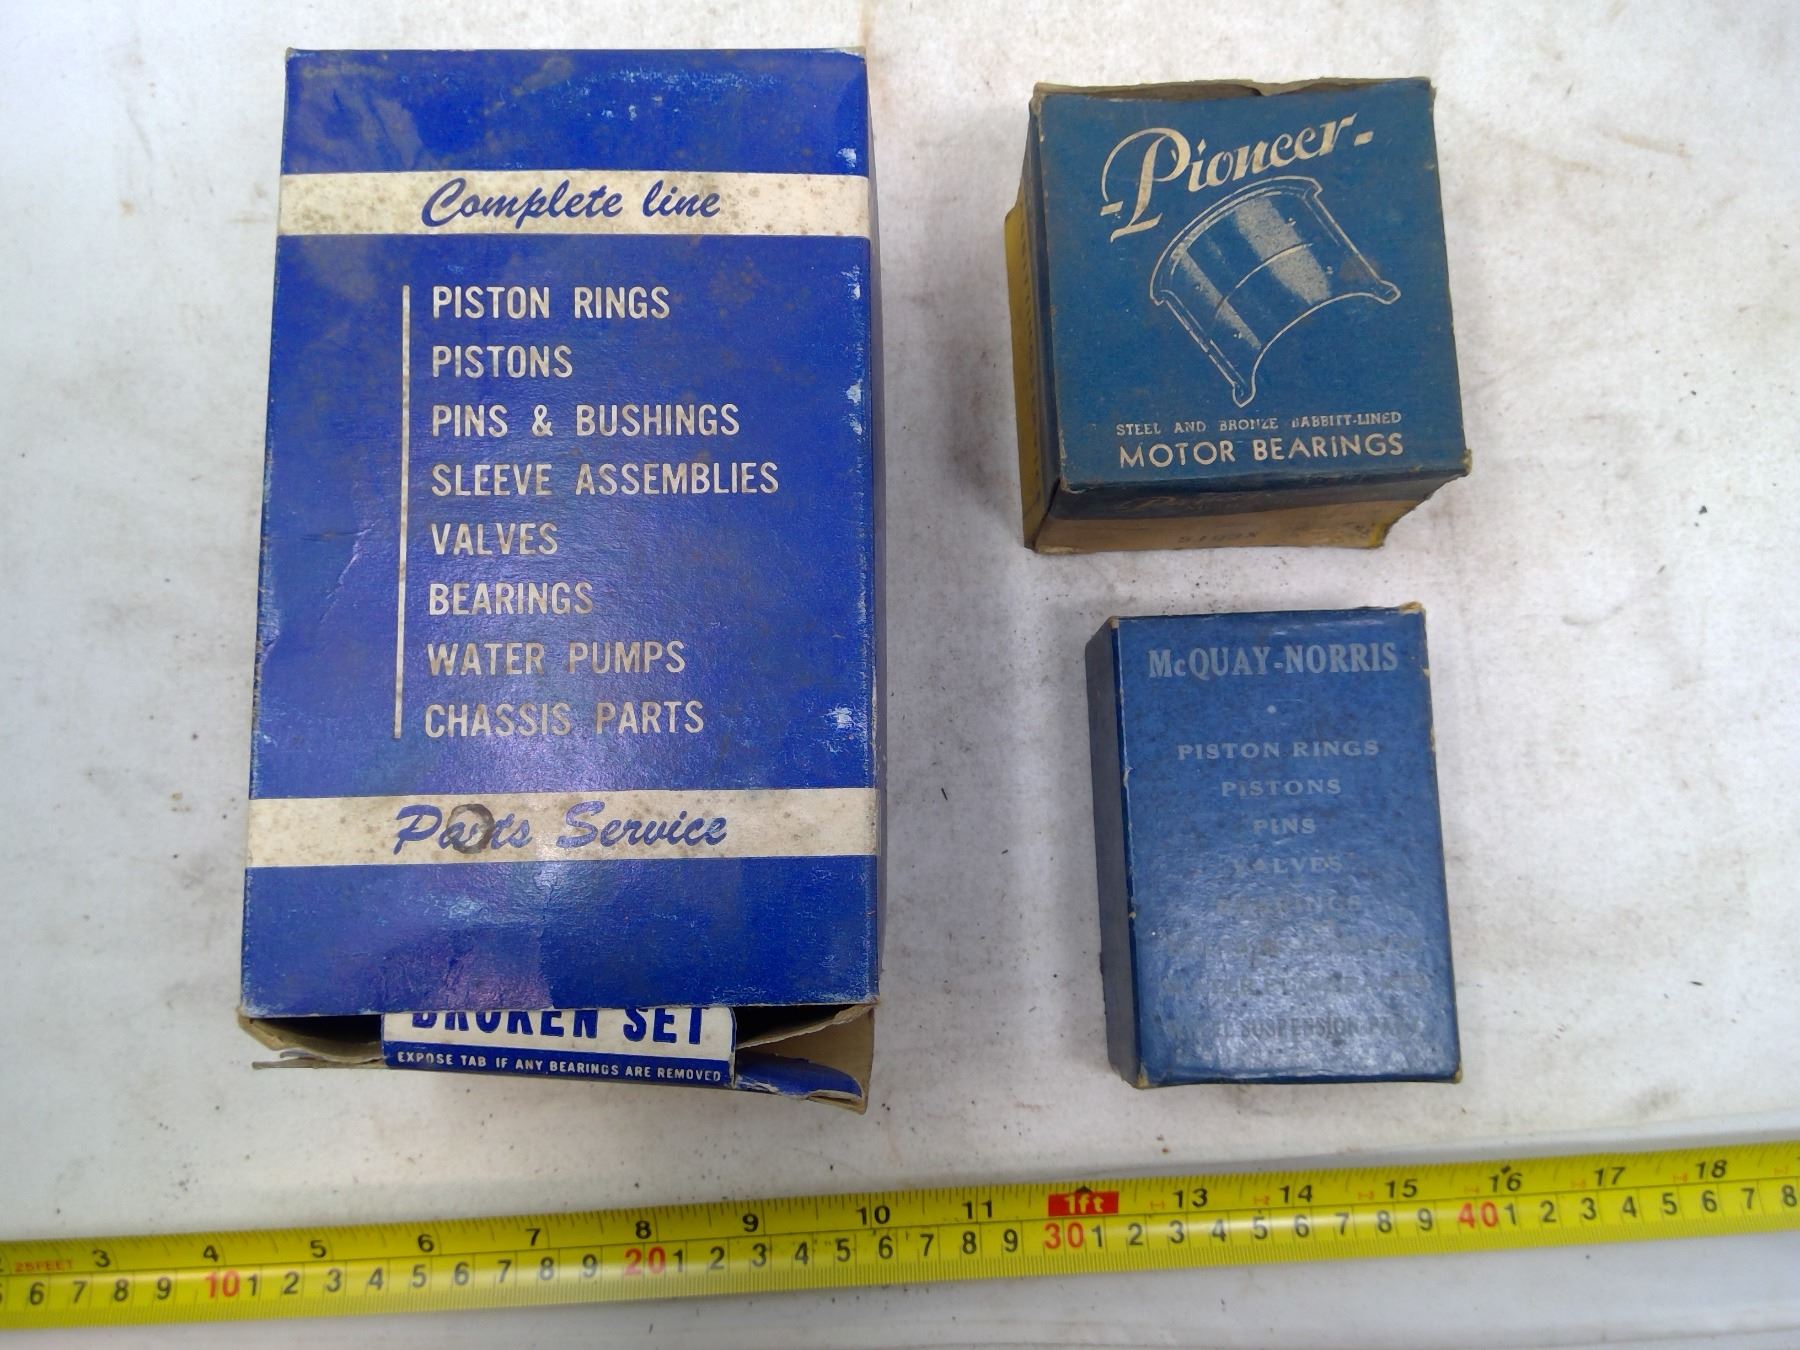 Complete line
PISTON RINGS
PISTONS
PINS & BUSHINGS
SLEEVE ASSEMBLIES
VALVES
BEARINGS
WATER PUMPS
CHASSIS PARTS
Parts Service
BROKEN SET
EXPOSE TAB IF ANY BEARINGS ARE REMOVED
Pioneer
STEEL AND BRONZE BABBITT-LINED
MOTOR BEARINGS
McQUAY-NORRIS
PISTON RINGS
PISTONS
PINS
VALVES
BEARINGS
SUSPENSION PARTS
25FEET 3 4 5 6 7 8 9 10 11 1ft 13 14 15 16 17 18
6 7 8 9 10 1 2 3 4 5 6 7 8 9 20 1 2 3 4 5 6 7 8 9 30 1 2 3 4 5 6 7 8 9 40 1 2 3 4 5 6 7 8